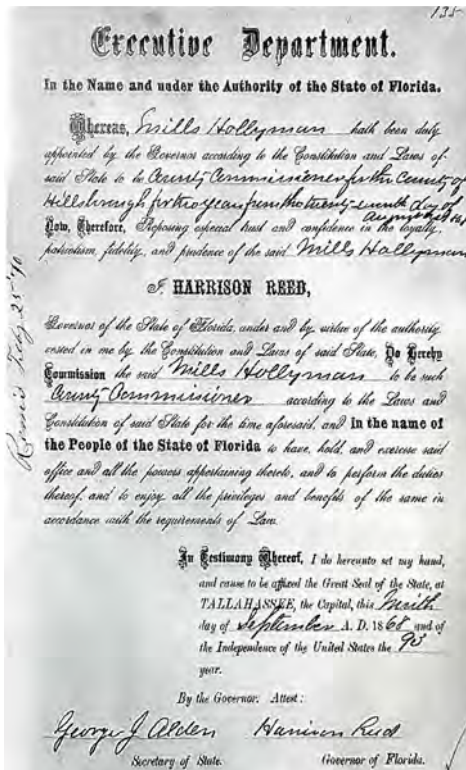 135
Executive Department.
In the Name and under the Authority of the State of Florida.
Whereas, Mills Hollyman hath been duly
appointed by the Governor according to the Constitution and Laws of
said State to be County Commissioner for the County of
Hillsborough for two years from the twenty-ninth day of
August
Now, Therefore, Reposing especial trust and confidence in the loyalty,
patriotism, fidelity, and prudence of the said Mills Hollyman
I, HARRISON REED,
Governor of the State of Florida, under and by virtue of the authority
vested in me by the Constitution and Laws of said State, Do Hereby
Commission the said Mills Hollyman to be such
County Commissioner according to the Laws and
Constitution of said State for the time aforesaid, and in the name of
the People of the State of Florida to have, hold, and exercise said
office and all the powers appertaining thereto, and to perform the duties
thereof, and to enjoy all the privileges and benefits of the same in
accordance with the requirements of Law.
In Testimony Whereof, I do hereunto set my hand,
and cause to be affixed the Great Seal of the State, at
TALLAHASSEE, the Capital, this Ninth
day of September A. D. 1868 and of
the Independence of the United States the 93
year.
By the Governor. Attest:
George J Alden Harrison Reed
Secretary of State. Governor of Florida.
Feby. 25 '70